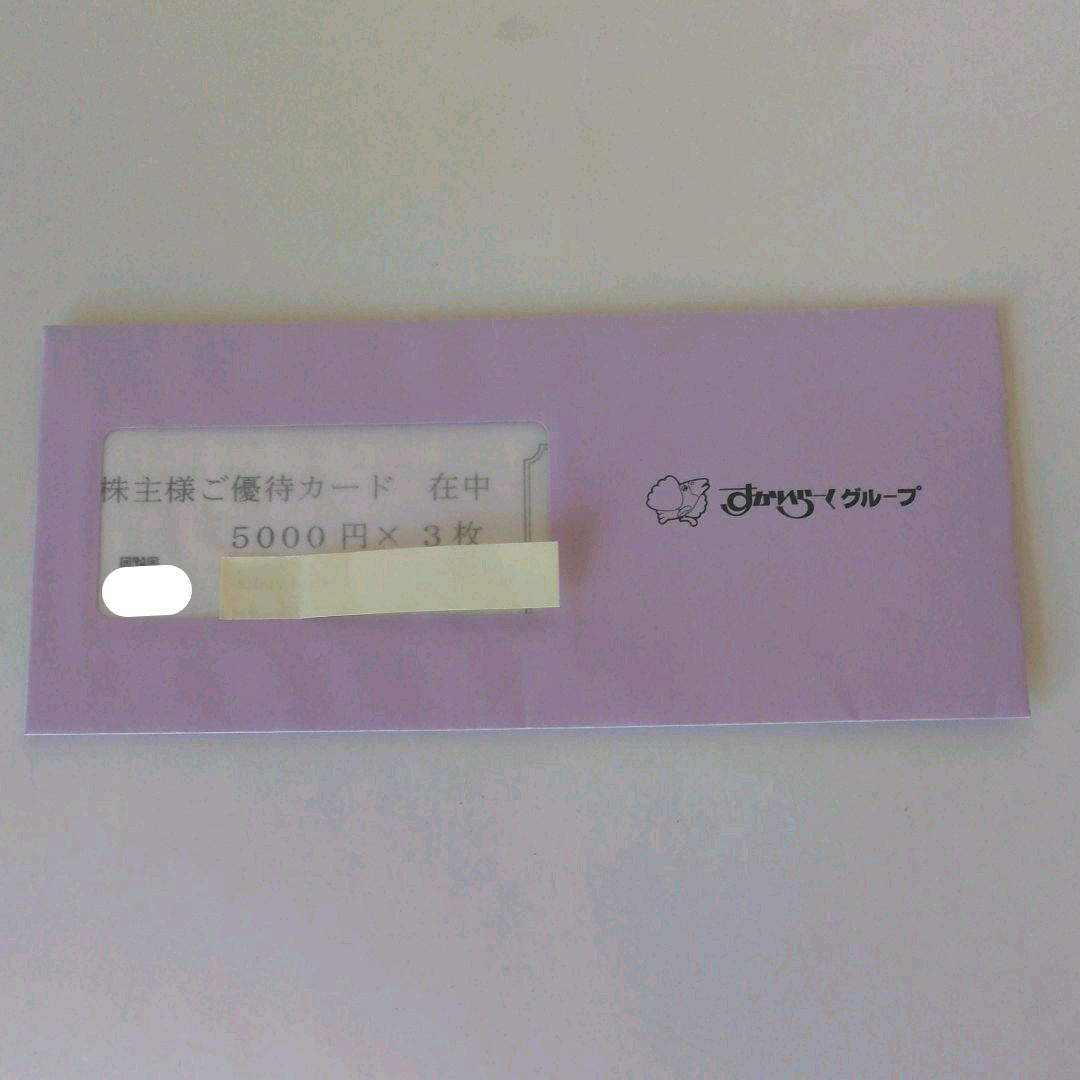 株主様ご優待カード 在中
5000円×3枚
すかいらーくグループ